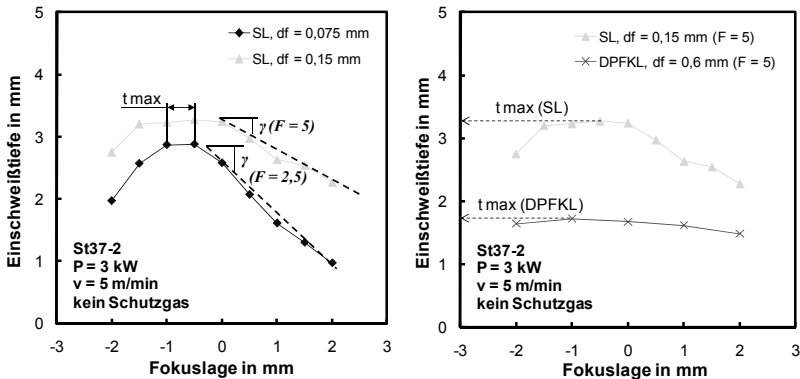 5
4
3
2
1
0
Einschweißtiefe in mm
SL, df = 0,075 mm
SL, df = 0,15 mm
t max
γ (F = 5)
γ
(F = 2,5)
St37-2
P = 3 kW
v = 5 m/min
kein Schutzgas
-3 -2 -1 0 1 2 3
Fokuslage in mm
5
4
3
2
1
0
Einschweißtiefe in mm
SL, df = 0,15 mm (F = 5)
DPFKL, df = 0,6 mm (F = 5)
t max (SL)
t max (DPFKL)
St37-2
P = 3 kW
v = 5 m/min
kein Schutzgas
-3 -2 -1 0 1 2 3
Fokuslage in mm